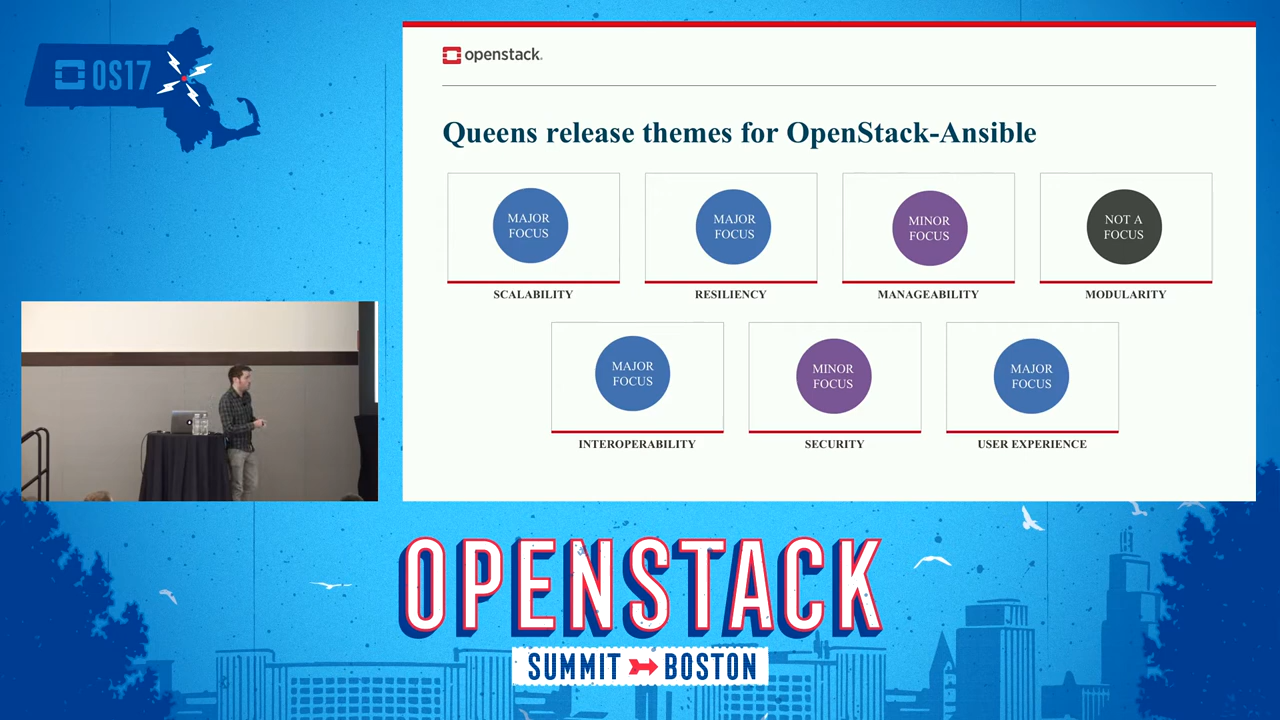 OS17
openstack.
Queens release themes for OpenStack-Ansible
MAJOR
FOCUS
SCALABILITY
MAJOR
FOCUS
RESILIENCY
MINOR
FOCUS
MANAGEABILITY
NOT A
FOCUS
MODULARITY
MAJOR
FOCUS
INTEROPERABILITY
MINOR
FOCUS
SECURITY
MAJOR
FOCUS
USER EXPERIENCE
OPENSTACK
SUMMIT BOSTON